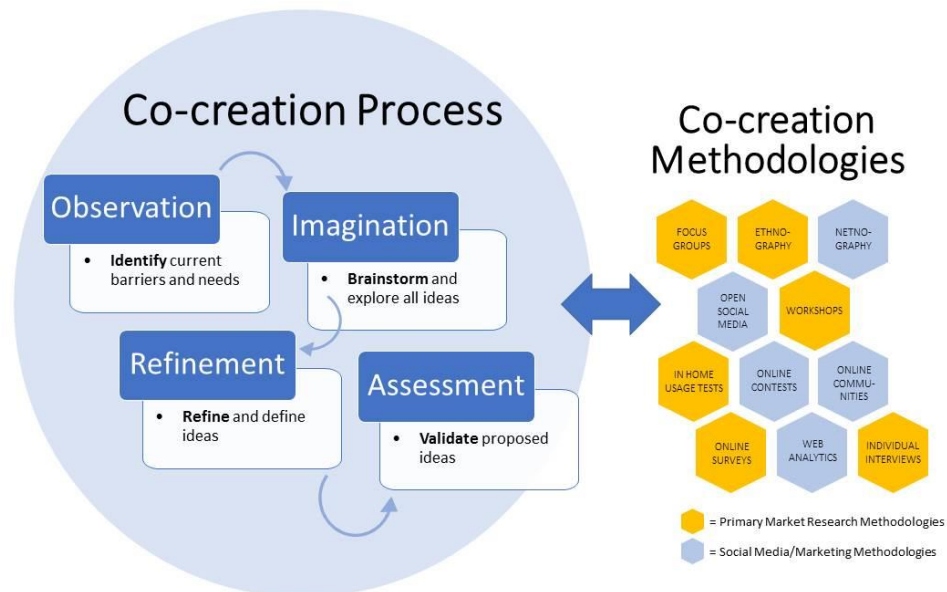 Co-creation Process
Observation
• Identify current
barriers and needs
Imagination
• Brainstorm and
explore all ideas
Refinement
• Refine and define
ideas
Assessment
• Validate proposed
ideas
Co-creation
Methodologies
FOCUS
GROUPS
ETHNO-
GRAPHY
NETNO-
GRAPHY
OPEN
SOCIAL
MEDIA
WORKSHOPS
IN HOME
USAGE TESTS
ONLINE
CONTESTS
ONLINE
COMMU-
NITIES
ONLINE
SURVEYS
WEB
ANALYTICS
INDIVIDUAL
INTERVIEWS
= Primary Market Research Methodologies
= Social Media/Marketing Methodologies